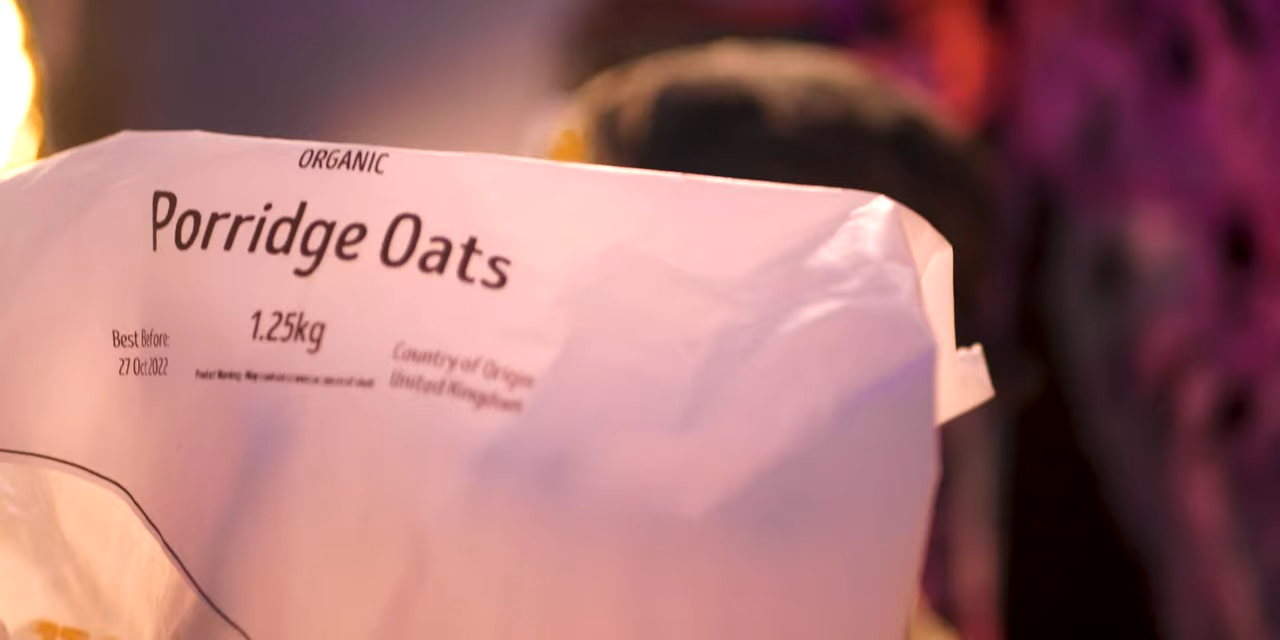 ORGANIC
Porridge Oats
1.25kg
Best Before:
27 Oct 2022
Country of Origin:
United Kingdom